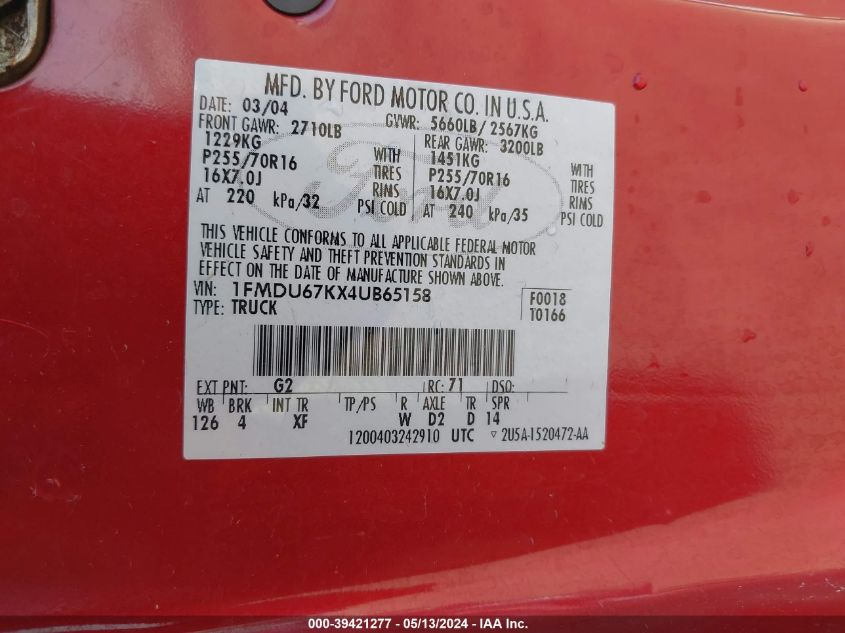 MFD. BY FORD MOTOR CO. IN U.S.A.
DATE: 03/04 GVWR: 5660LB/ 2567KG
FRONT GAWR: 2710LB REAR GAWR: 3200LB
1229KG WITH 1451KG WITH
P255/70R16 TIRES P255/70R16 TIRES
16X7.0J RIMS 16X7.0J RIMS
AT 220 kPa/32 PSI COLD AT 240 kPa/35 PSI COLD
Ford
THIS VEHICLE CONFORMS TO ALL APPLICABLE FEDERAL MOTOR
VEHICLE SAFETY AND THEFT PREVENTION STANDARDS IN
EFFECT ON THE DATE OF MANUFACTURE SHOWN ABOVE.
VIN: 1FMDU67KX4UB65158 F0018
TYPE: TRUCK T0166
EXT PNT: G2 RC: 71 DSO:
WB BRK INT TR TP/PS R AXLE TR SPR
126 4 XF W D2 D 14
1200403242910 UTC ▽ 2U5A-1520472-AA
000-39421277 - 05/13/2024 - IAA Inc.